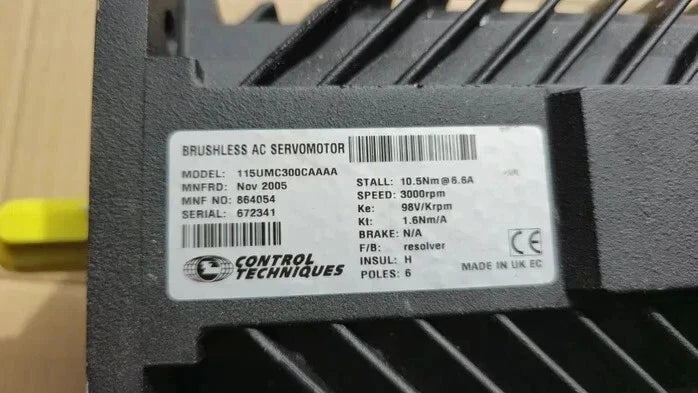 BRUSHLESS AC SERVOMOTOR
MODEL: 115UMC300CAAAA
MNFRD: Nov 2005
MNF NO: 864054
SERIAL: 672341
CONTROL
TECHNIQUES
STALL: 10.5Nm@6.6A
SPEED: 3000rpm
Ke: 98V/Krpm
Kt: 1.6Nm/A
BRAKE: N/A
F/B: resolver
INSUL: H
POLES: 6
CE
MADE IN UK EC